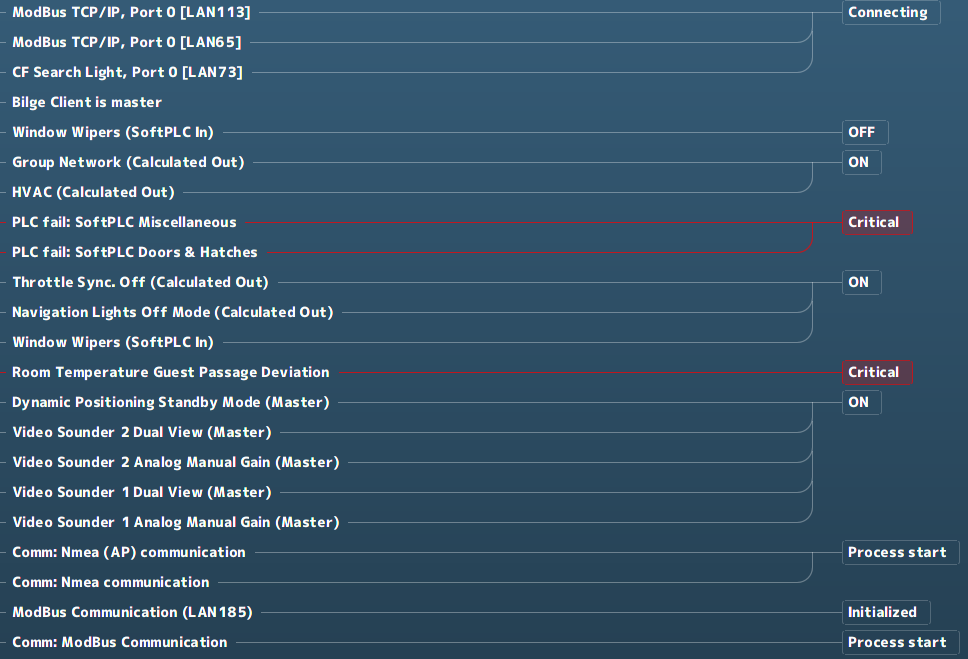 ModBus TCP/IP, Port 0 [LAN113] Connecting
ModBus TCP/IP, Port 0 [LAN65]
CF Search Light, Port 0 [LAN73]
Bilge Client is master
Window Wipers (SoftPLC In) OFF
Group Network (Calculated Out) ON
HVAC (Calculated Out)
PLC fail: SoftPLC Miscellaneous Critical
PLC fail: SoftPLC Doors & Hatches
Throttle Sync. Off (Calculated Out) ON
Navigation Lights Off Mode (Calculated Out)
Window Wipers (SoftPLC In)
Room Temperature Guest Passage Deviation Critical
Dynamic Positioning Standby Mode (Master) ON
Video Sounder 2 Dual View (Master)
Video Sounder 2 Analog Manual Gain (Master)
Video Sounder 1 Dual View (Master)
Video Sounder 1 Analog Manual Gain (Master)
Comm: Nmea (AP) communication Process start
Comm: Nmea communication
ModBus Communication (LAN185) Initialized
Comm: ModBus Communication Process start